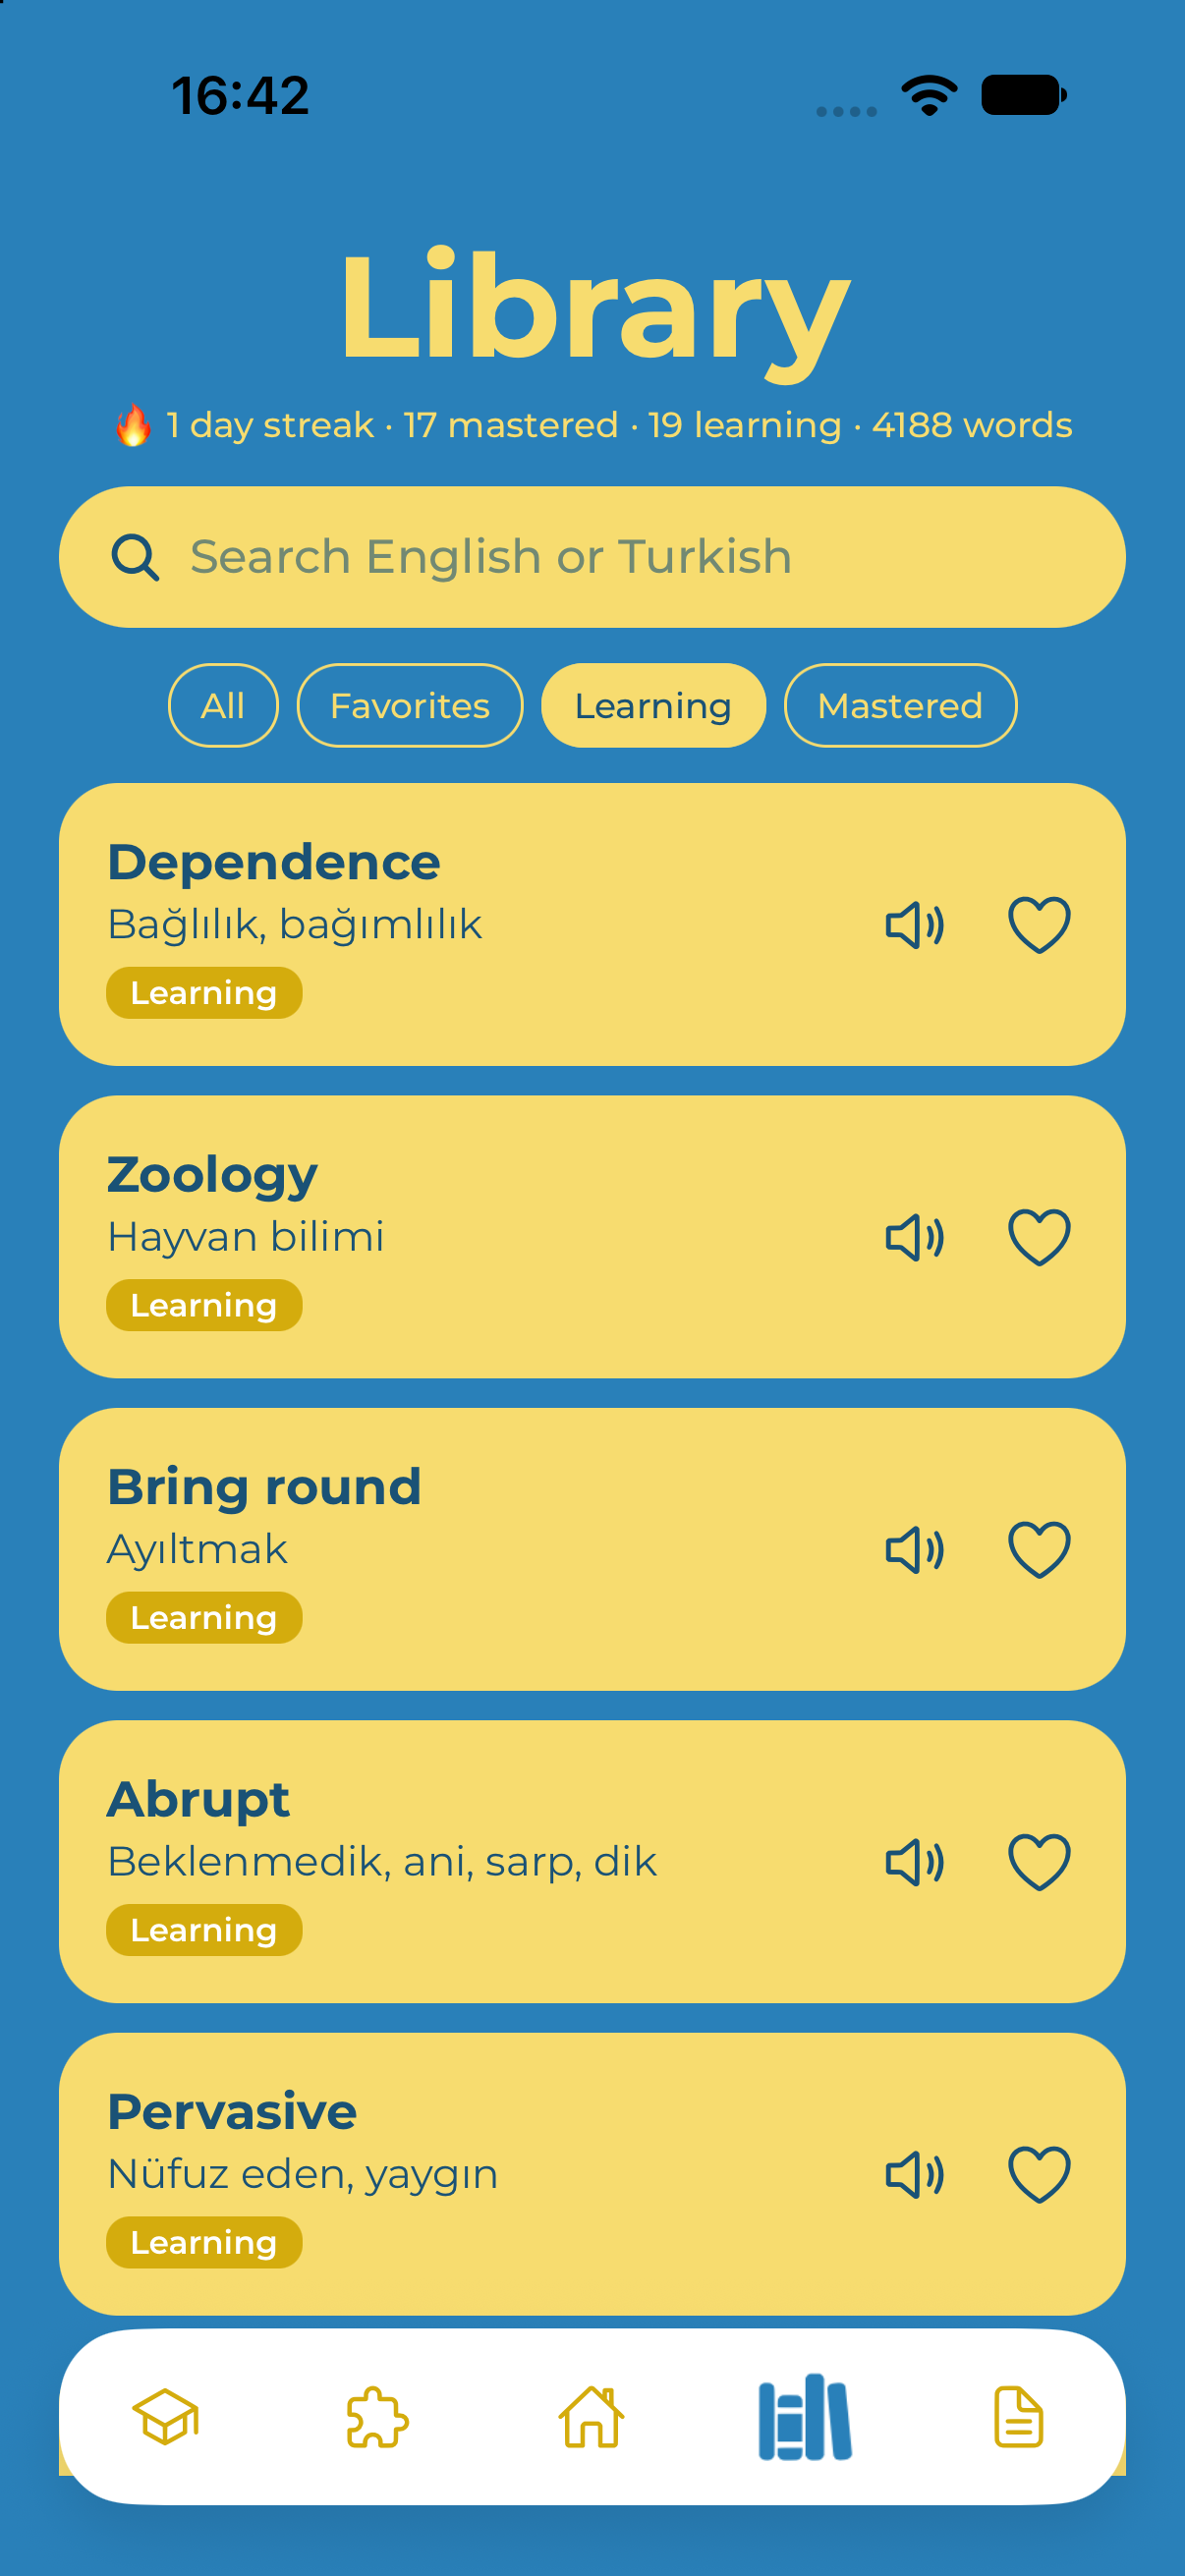 16:42
Library
🔥 1 day streak · 17 mastered · 19 learning · 4188 words
Search English or Turkish
All Favorites Learning Mastered
Dependence
Bağlılık, bağımlılık
Learning
Zoology
Hayvan bilimi
Learning
Bring round
Ayıltmak
Learning
Abrupt
Beklenmedik, ani, sarp, dik
Learning
Pervasive
Nüfuz eden, yaygın
Learning